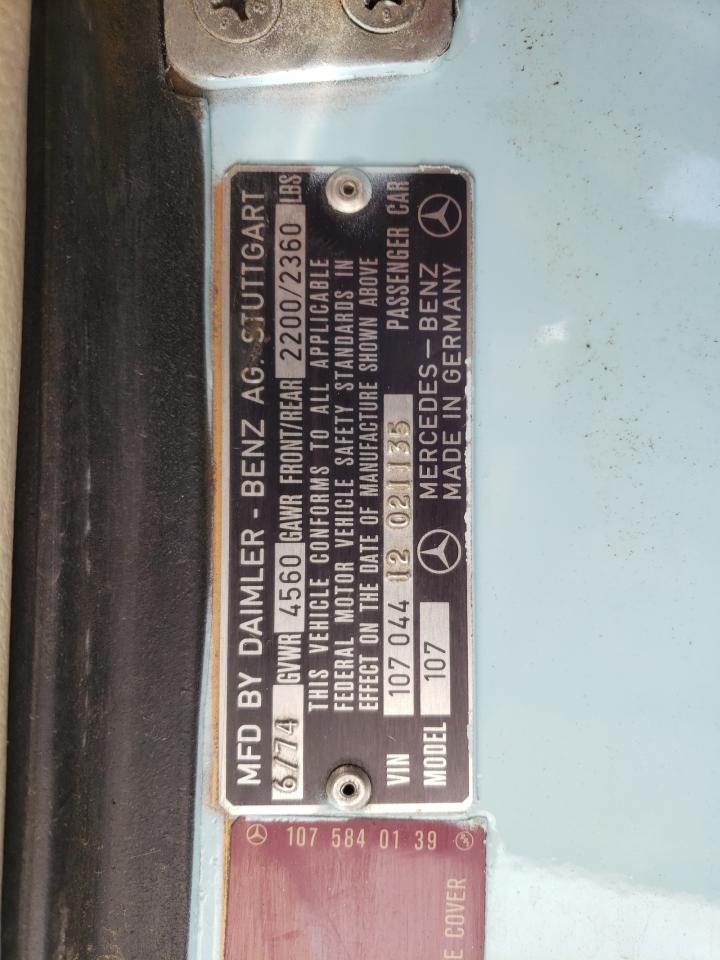 MFD BY DAIMLER - BENZ AG. STUTTGART
6/74 GVWR 4560 GAWR FRONT/REAR 2200/2360 LBS
THIS VEHICLE CONFORMS TO ALL APPLICABLE
FEDERAL MOTOR VEHICLE SAFETY STANDARDS IN
EFFECT ON THE DATE OF MANUFACTURE SHOWN ABOVE
VIN 107 044 12 021135 PASSENGER CAR
MODEL 107 MERCEDES-BENZ
MADE IN GERMANY
107 584 01 39
E COVER